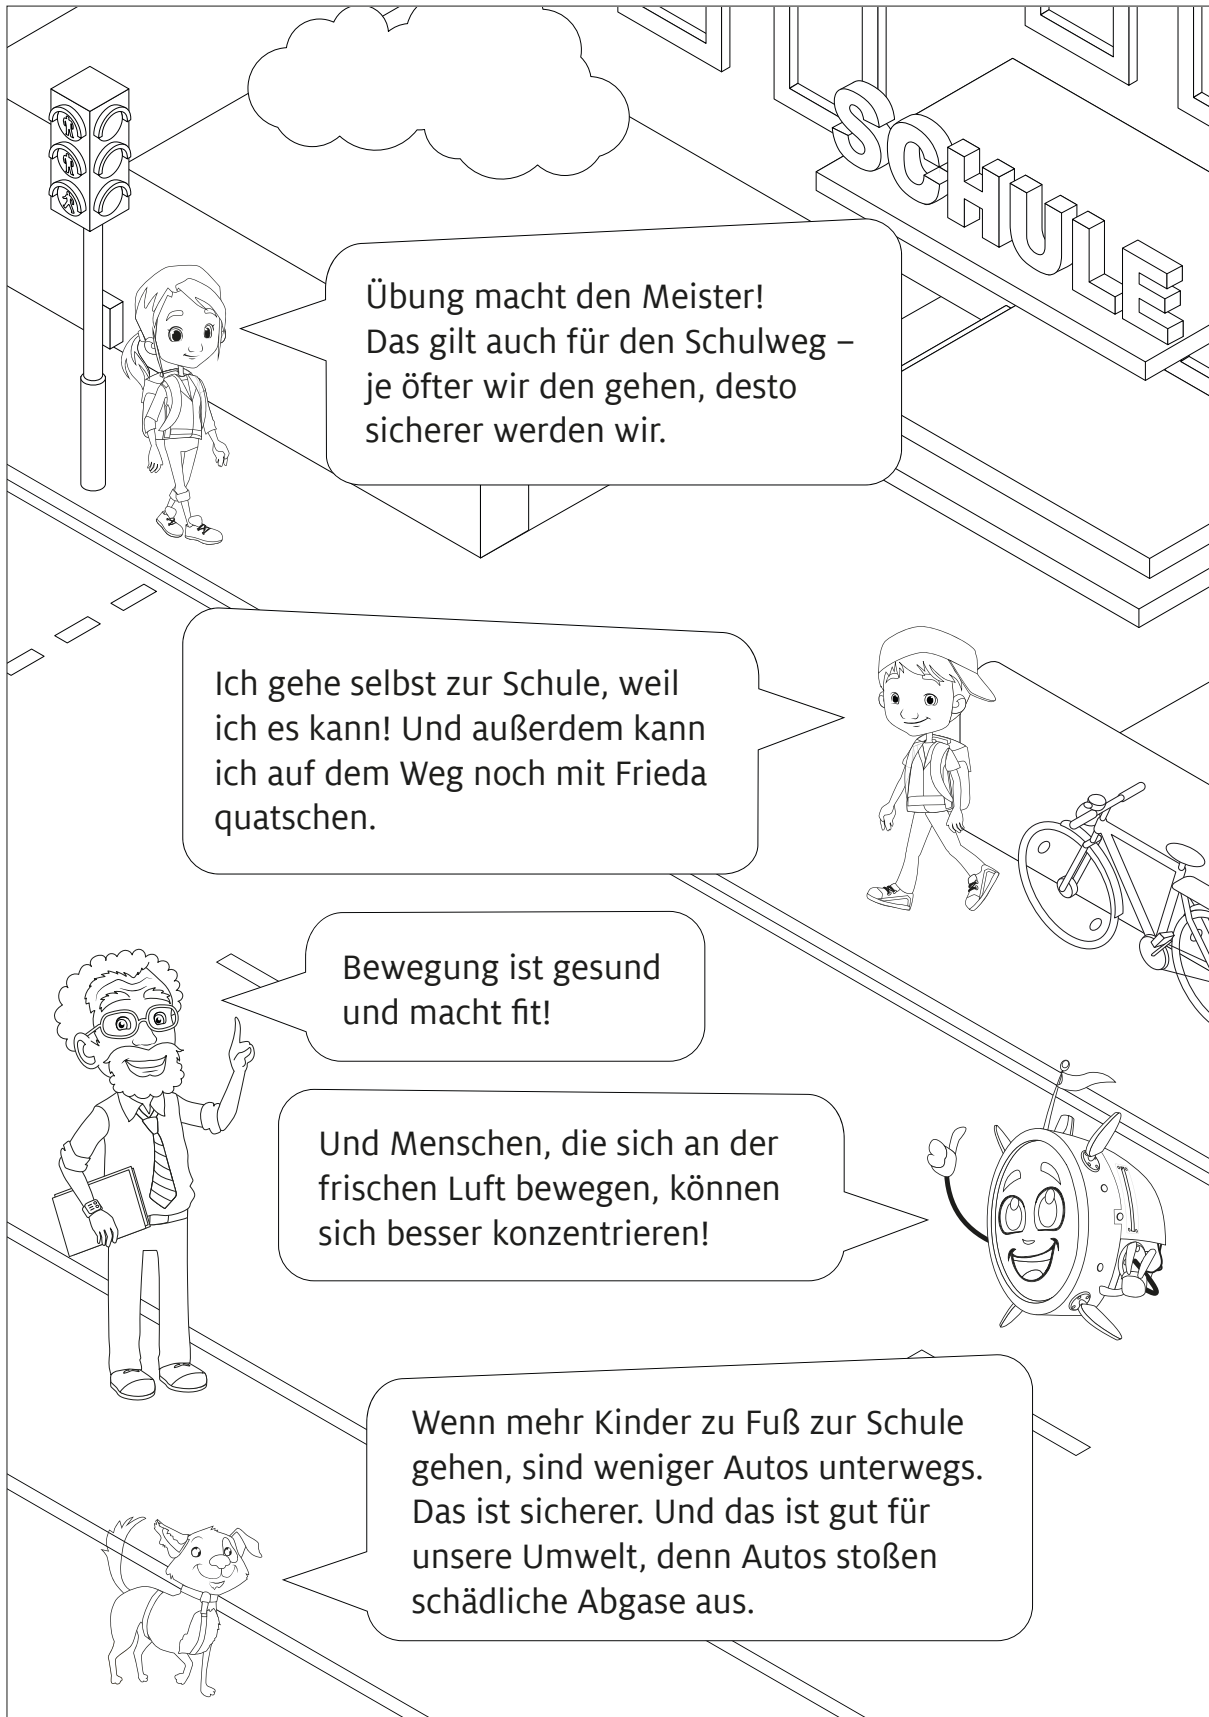 SCHULE
Übung macht den Meister!
Das gilt auch für den Schulweg –
je öfter wir den gehen, desto
sicherer werden wir.
Ich gehe selbst zur Schule, weil
ich es kann! Und außerdem kann
ich auf dem Weg noch mit Frieda
quatschen.
Bewegung ist gesund
und macht fit!
Und Menschen, die sich an der
frischen Luft bewegen, können
sich besser konzentrieren!
Wenn mehr Kinder zu Fuß zur Schule
gehen, sind weniger Autos unterwegs.
Das ist sicherer. Und das ist gut für
unsere Umwelt, denn Autos stoßen
schädliche Abgase aus.